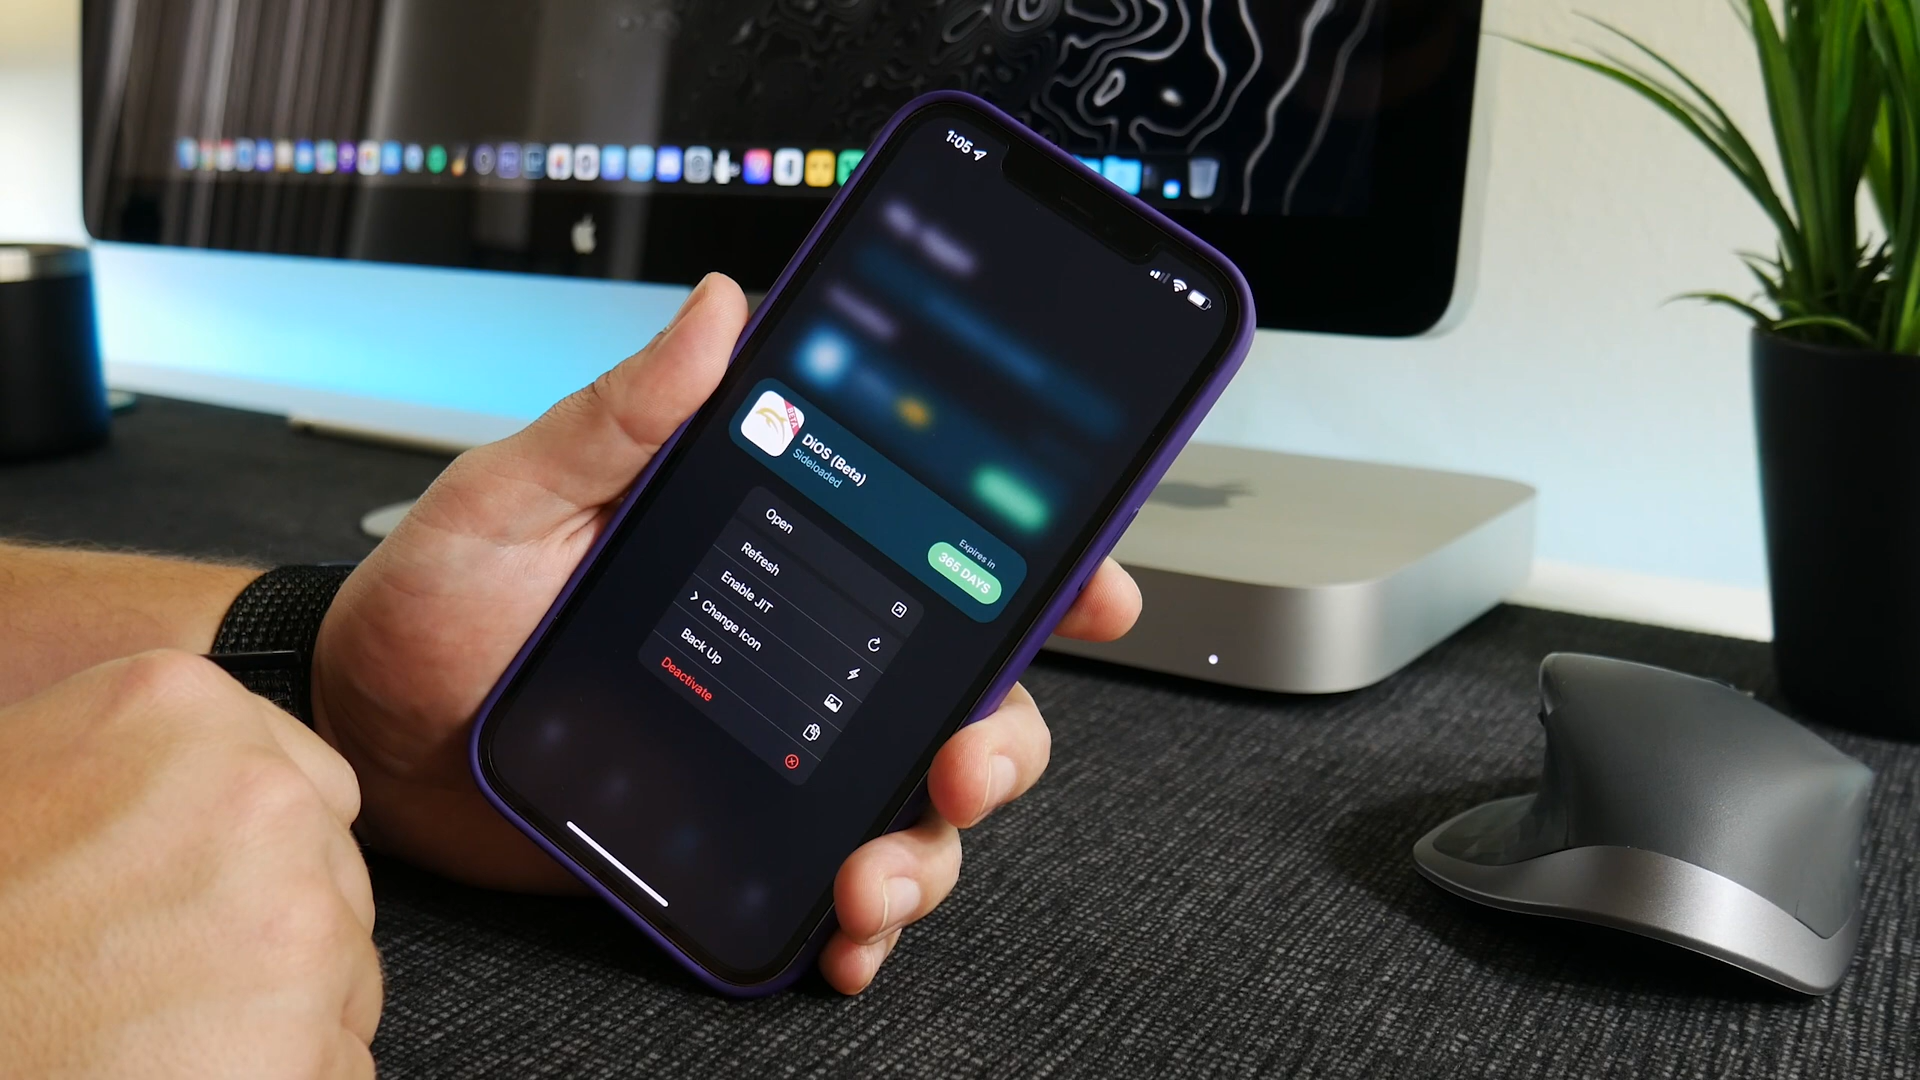 1:05
BETA
DiOS (Beta)
Sideloaded
Expires in
365 DAYS
Open
Refresh
Enable JIT
Change Icon
Back Up
Deactivate